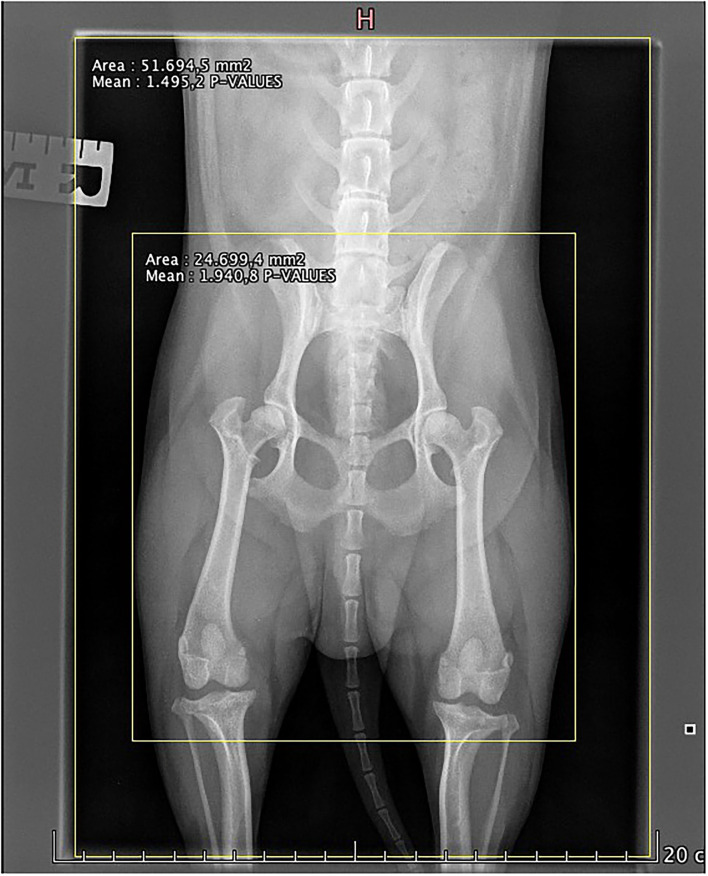 H
Area : 51.694,5 mm2
Mean : 1.495,2 P-VALUES
R
Area : 24.699,4 mm2
Mean : 1.940,8 P-VALUES
20 c